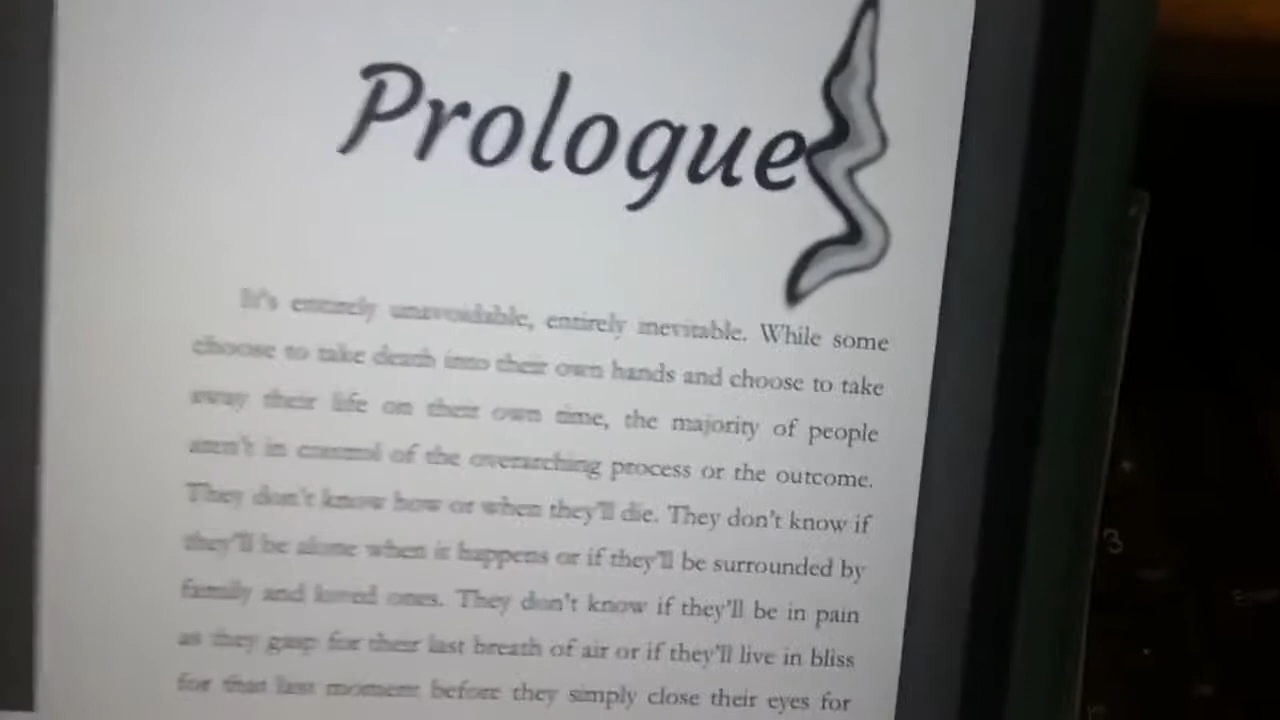 Prologue
It's entirely unavoidable, entirely inevitable. While some
choose to take death into their own hands and choose to take
away their life on their own time, the majority of people
aren't in control of the overarching process or the outcome.
They don't know how or when they'll die. They don't know if
they'll be alone when it happens or if they'll be surrounded by
family and loved ones. They don't know if they'll be in pain
as they gasp for their last breath of air or if they'll live in bliss
for that last moment before they simply close their eyes for
3